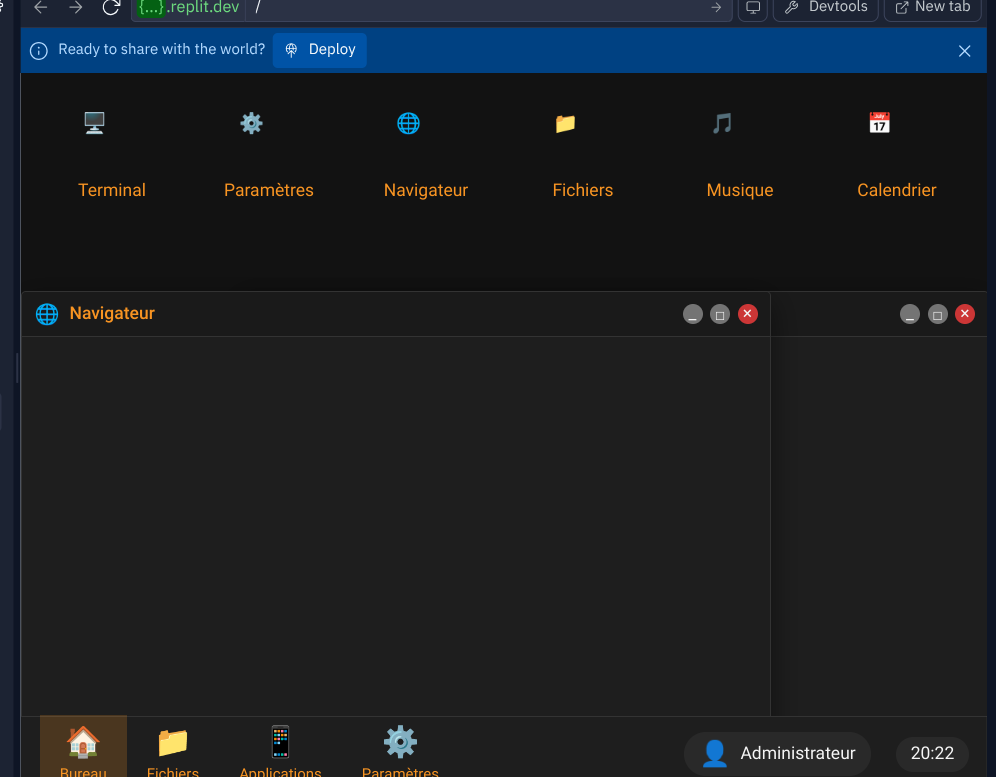 {...}.replit.dev / Devtools New tab
Ready to share with the world? Deploy
Terminal Paramètres Navigateur Fichiers Musique Calendrier
Navigateur
Bureau Fichiers Applications Paramètres
Administrateur 20:22